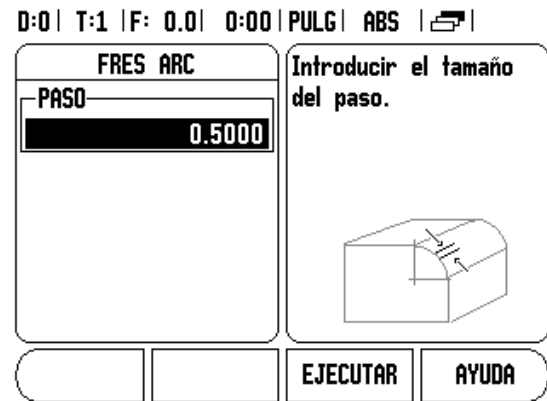 D:0| T:1 |F: 0.0| 0:00|PULG| ABS |
FRES ARC
PASO
0.5000
Introducir el tamaño
del paso.
EJECUTAR
AYUDA